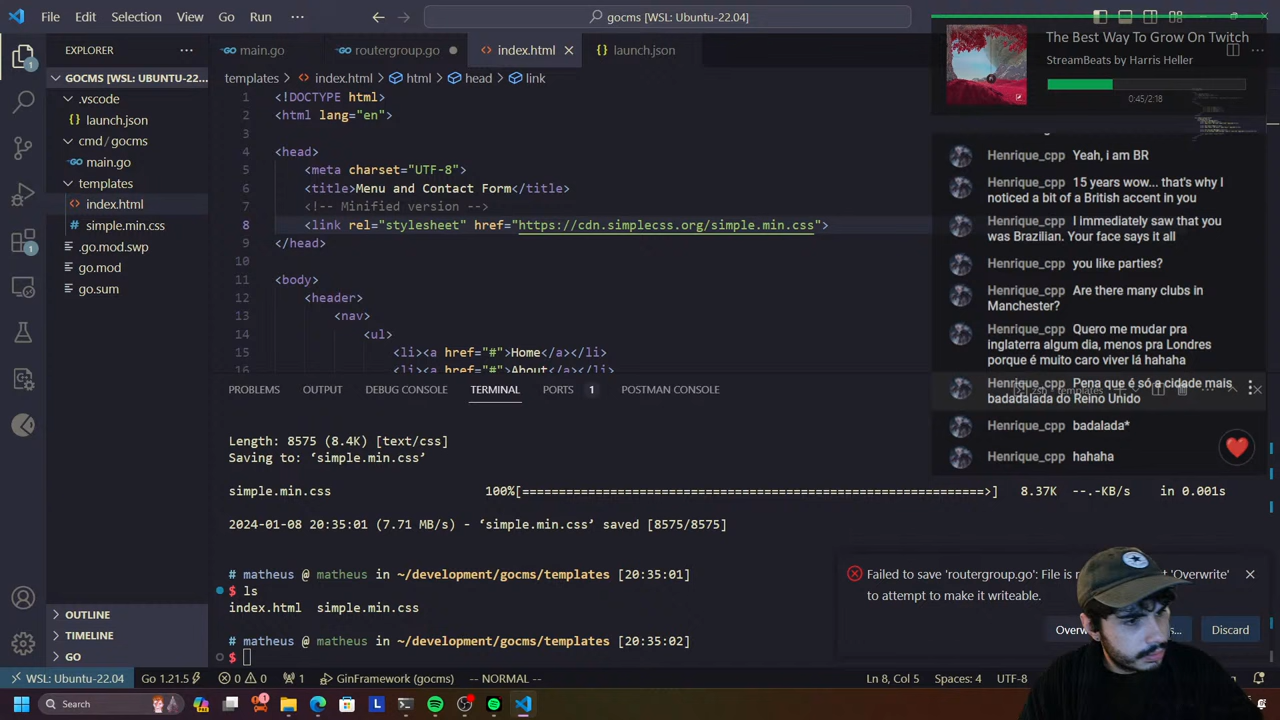 File Edit Selection View Go Run
gocms [WSL: Ubuntu-22.04]
EXPLORER
GOCMS [WSL: UBUNTU-22....
.vscode
launch.json
cmd/gocms
main.go
templates
index.html
simple.min.css
.go.mod.swp
go.mod
go.sum
OUTLINE
TIMELINE
GO
main.go
routergroup.go
index.html
launch.json
templates > index.html > html > head > link
1 <!DOCTYPE html>
2 <html lang="en">
3
4 <head>
5 <meta charset="UTF-8">
6 <title>Menu and Contact Form</title>
7 <!-- Minified version -->
8 <link rel="stylesheet" href="https://cdn.simplecss.org/simple.min.css">
9 </head>
10
11 <body>
12 <header>
13 <nav>
14 <ul>
15 <li><a href="#">Home</a></li>
16 <li><a href="#">About</a></li>
PROBLEMS OUTPUT DEBUG CONSOLE TERMINAL PORTS 1 POSTMAN CONSOLE
Length: 8575 (8.4K) [text/css]
Saving to: ‘simple.min.css’
simple.min.css 100%[===================================================================>] 8.37K --.-KB/s in 0.001s
2024-01-08 20:35:01 (7.71 MB/s) - ‘simple.min.css’ saved [8575/8575]
# matheus @ matheus in ~/development/gocms/templates [20:35:01]
$ ls
index.html simple.min.css
# matheus @ matheus in ~/development/gocms/templates [20:35:02]
$
The Best Way To Grow On Twitch
StreamBeats by Harris Heller
0:45/2:18
Henrique_cpp Yeah, i am BR
Henrique_cpp 15 years wow... that's why I
noticed a bit of a British accent in you
Henrique_cpp I immediately saw that you
was Brazilian. Your face says it all
Henrique_cpp you like parties?
Henrique_cpp Are there many clubs in
Manchester?
Henrique_cpp Quero me mudar pra
inglaterra algum dia, menos pra Londres
porque é muito caro viver lá hahaha
Henrique_cpp Pena que é só a cidade mais
badadalada do Reino Unido
Henrique_cpp badalada*
Henrique_cpp hahaha
Failed to save 'routergroup.go': File is 'Overwrite'
to attempt to make it writeable.
Discard
WSL: Ubuntu-22.04 Go 1.21.5 0 0 1 GinFramework (gocms) -- NORMAL -- Ln 8, Col 5 Spaces: 4 UTF-8
Search